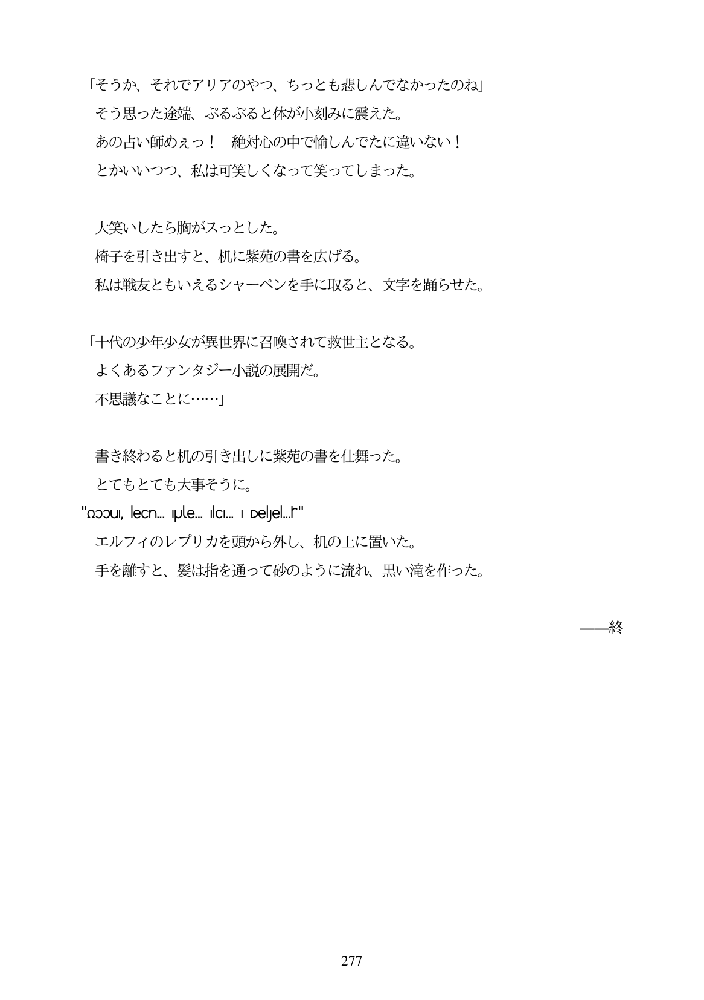 「そうか、それでアリアのやつ、ちっとも悲しんでなかったのね」
そう思った途端、ぷるぷると体が小刻みに震えた。
あの占い師めぇっ！　絶対心の中で愉しんでたに違いない！
とかいいつつ、私は可笑しくなって笑ってしまった。
大笑いしたら胸がスっとした。
椅子を引き出すと、机に紫苑の書を広げる。
私は戦友ともいえるシャーペンを手に取ると、文字を踊らせた。
「十代の少年少女が異世界に召喚されて救世主となる。
よくあるファンタジー小説の展開だ。
不思議なことに……」
書き終わると机の引き出しに紫苑の書を仕舞った。
とてもとても大事そうに。
エルフィのレプリカを頭から外し、机の上に置いた。
手を離すと、髪は指を通って砂のように流れ、黒い滝を作った。
――終
277